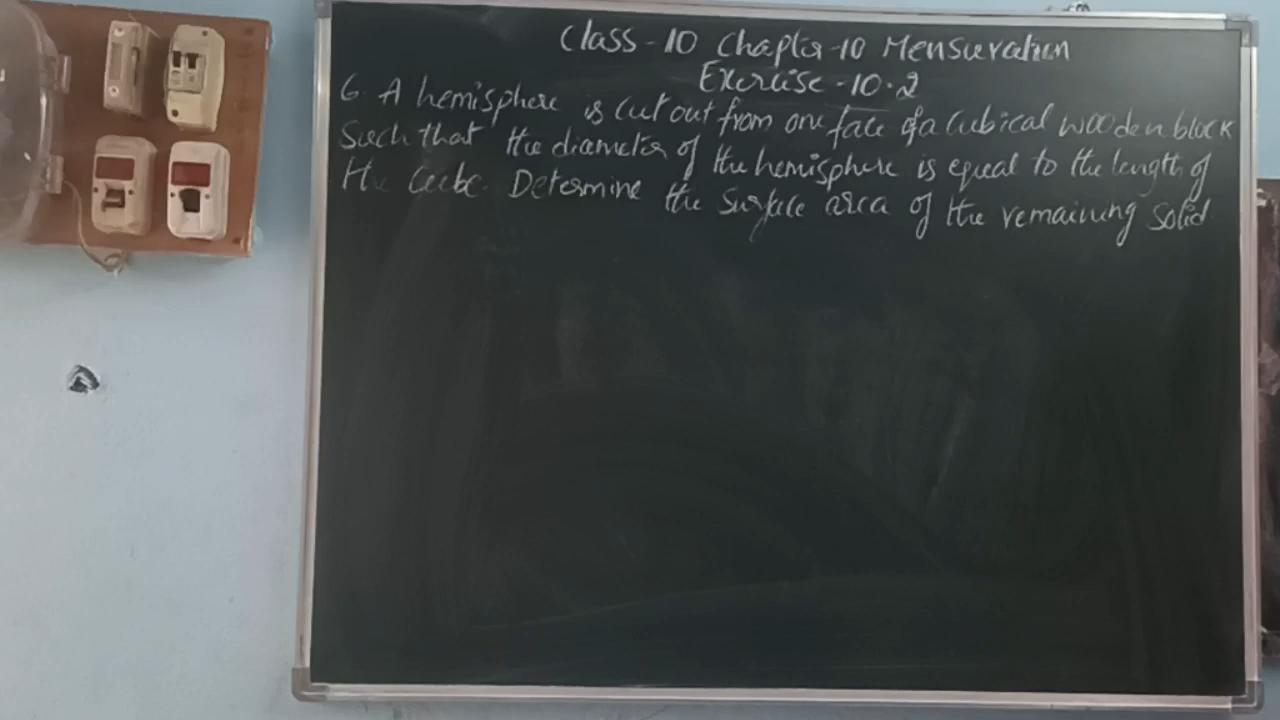 Class-10 Chapter-10 Mensuration
Exercise-10.2
6. A hemisphere is cut out from one face of a cubical wooden block
Such that the diameter of the hemisphere is equal to the length of
the Cube. Determine the Surface area of the remaining Solid